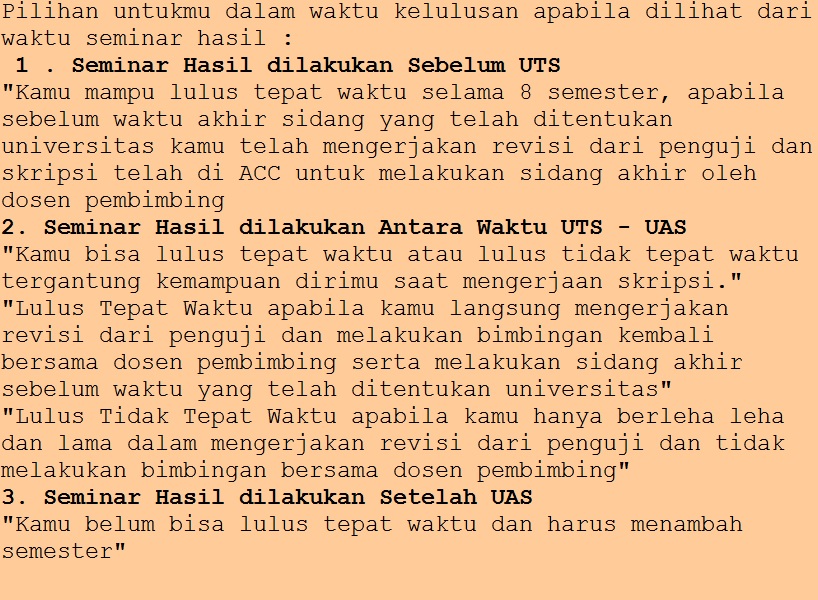 Pilihan untukmu dalam waktu kelulusan apabila dilihat dari
waktu seminar hasil :
1 . Seminar Hasil dilakukan Sebelum UTS
"Kamu mampu lulus tepat waktu selama 8 semester, apabila
sebelum waktu akhir sidang yang telah ditentukan
universitas kamu telah mengerjakan revisi dari penguji dan
skripsi telah di ACC untuk melakukan sidang akhir oleh
dosen pembimbing
2. Seminar Hasil dilakukan Antara Waktu UTS - UAS
"Kamu bisa lulus tepat waktu atau lulus tidak tepat waktu
tergantung kemampuan dirimu saat mengerjaan skripsi."
"Lulus Tepat Waktu apabila kamu langsung mengerjakan
revisi dari penguji dan melakukan bimbingan kembali
bersama dosen pembimbing serta melakukan sidang akhir
sebelum waktu yang telah ditentukan universitas"
"Lulus Tidak Tepat Waktu apabila kamu hanya berleha leha
dan lama dalam mengerjakan revisi dari penguji dan tidak
melakukan bimbingan bersama dosen pembimbing"
3. Seminar Hasil dilakukan Setelah UAS
"Kamu belum bisa lulus tepat waktu dan harus menambah
semester"